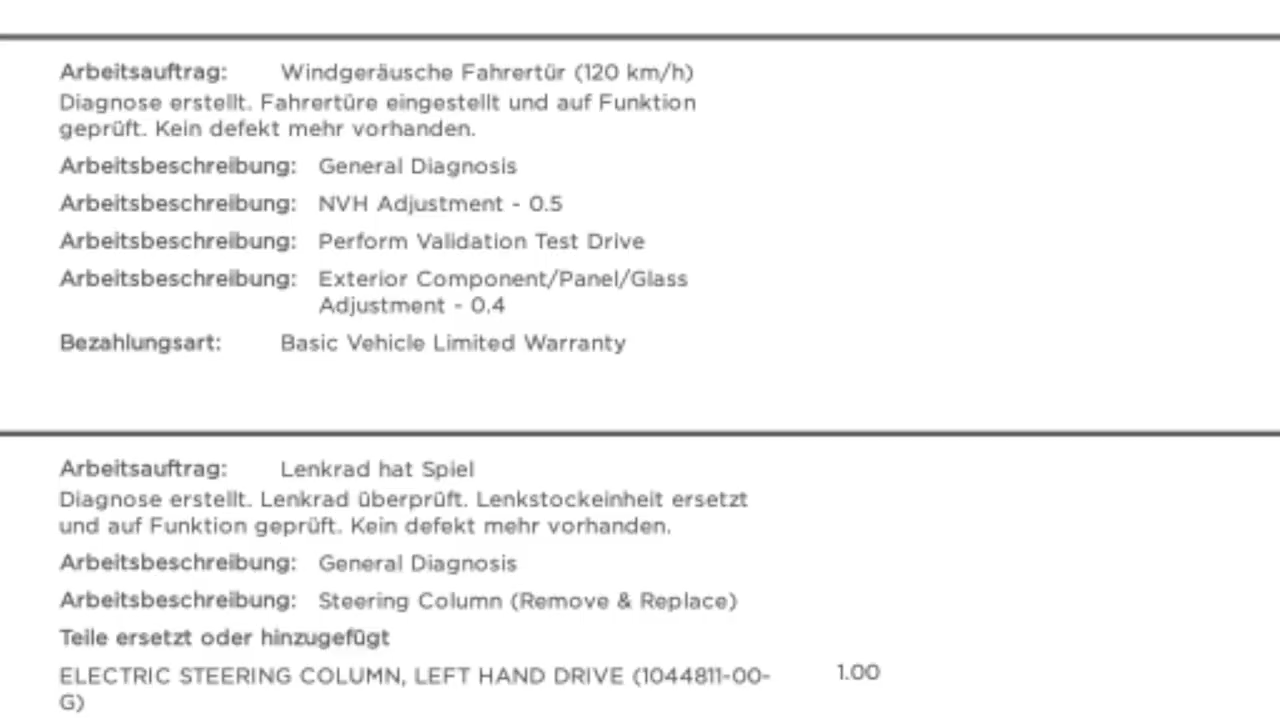 Arbeitsauftrag: Windgeräusche Fahrertür (120 km/h)
Diagnose erstellt. Fahrertüre eingestellt und auf Funktion
geprüft. Kein defekt mehr vorhanden.
Arbeitsbeschreibung: General Diagnosis
Arbeitsbeschreibung: NVH Adjustment - 0.5
Arbeitsbeschreibung: Perform Validation Test Drive
Arbeitsbeschreibung: Exterior Component/Panel/Glass
Adjustment - 0.4
Bezahlungsart: Basic Vehicle Limited Warranty
Arbeitsauftrag: Lenkrad hat Spiel
Diagnose erstellt. Lenkrad überprüft. Lenkstockeinheit ersetzt
und auf Funktion geprüft. Kein defekt mehr vorhanden.
Arbeitsbeschreibung: General Diagnosis
Arbeitsbeschreibung: Steering Column (Remove & Replace)
Teile ersetzt oder hinzugefügt
ELECTRIC STEERING COLUMN, LEFT HAND DRIVE (1044811-00- 1.00
G)